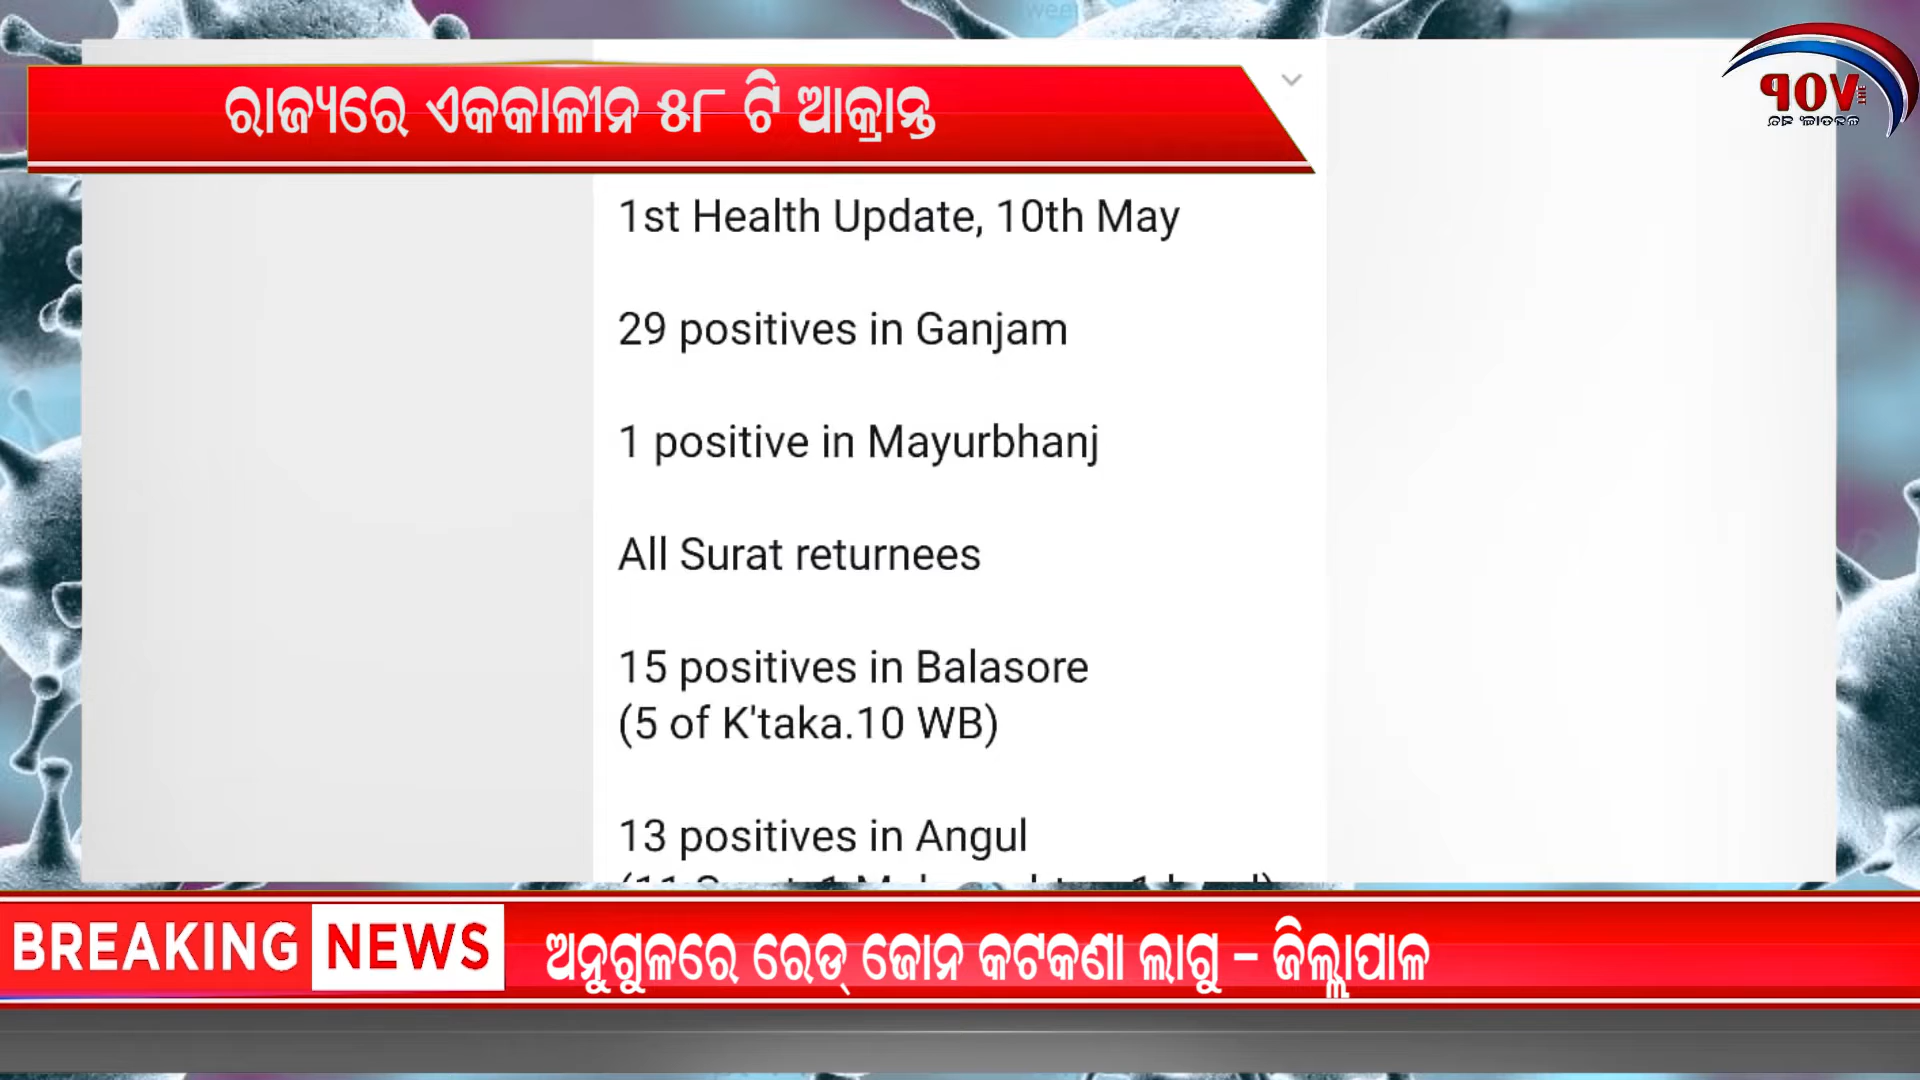 ରାଜ୍ୟରେ ଏକକାଳୀନ ୫୮ ଟି ଆକ୍ରାନ୍ତ
1st Health Update, 10th May
29 positives in Ganjam
1 positive in Mayurbhanj
All Surat returnees
15 positives in Balasore
(5 of K'taka.10 WB)
13 positives in Angul
BREAKING NEWS
ଅନୁଗୁଳରେ ରେଡ୍ ଜୋନ କଟକଣା ଲାଗୁ – ଜିଲ୍ଲାପାଳ